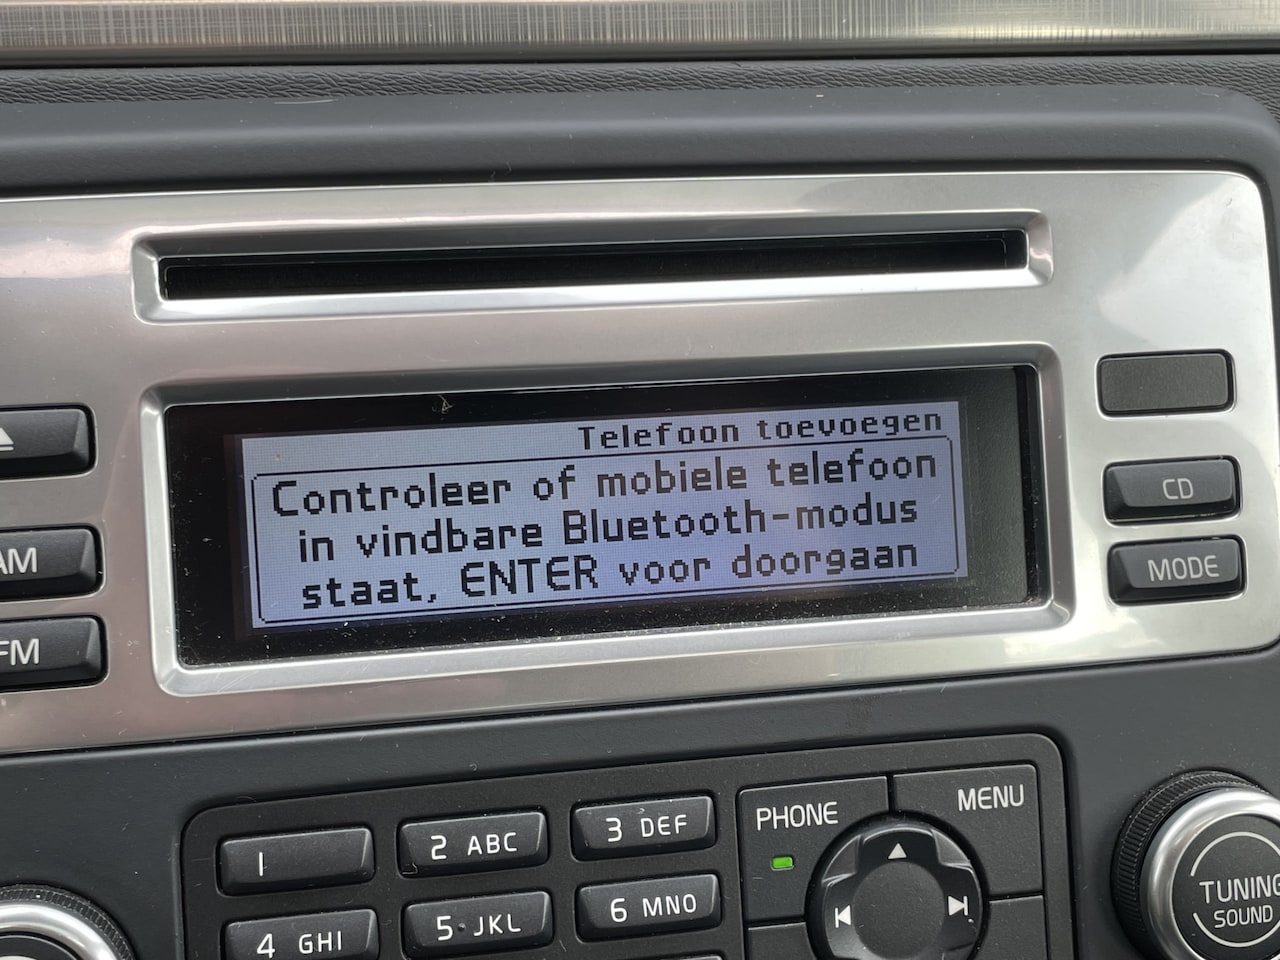 Telefoon toevoegen
Controleer of mobiele telefoon
in vindbare Bluetooth-modus
staat, ENTER voor doorgaan
CD
AM
MODE
FM
PHONE
MENU
1
2 ABC
3 DEF
4 GHI
5 JKL
6 MNO
TUNING
SOUND